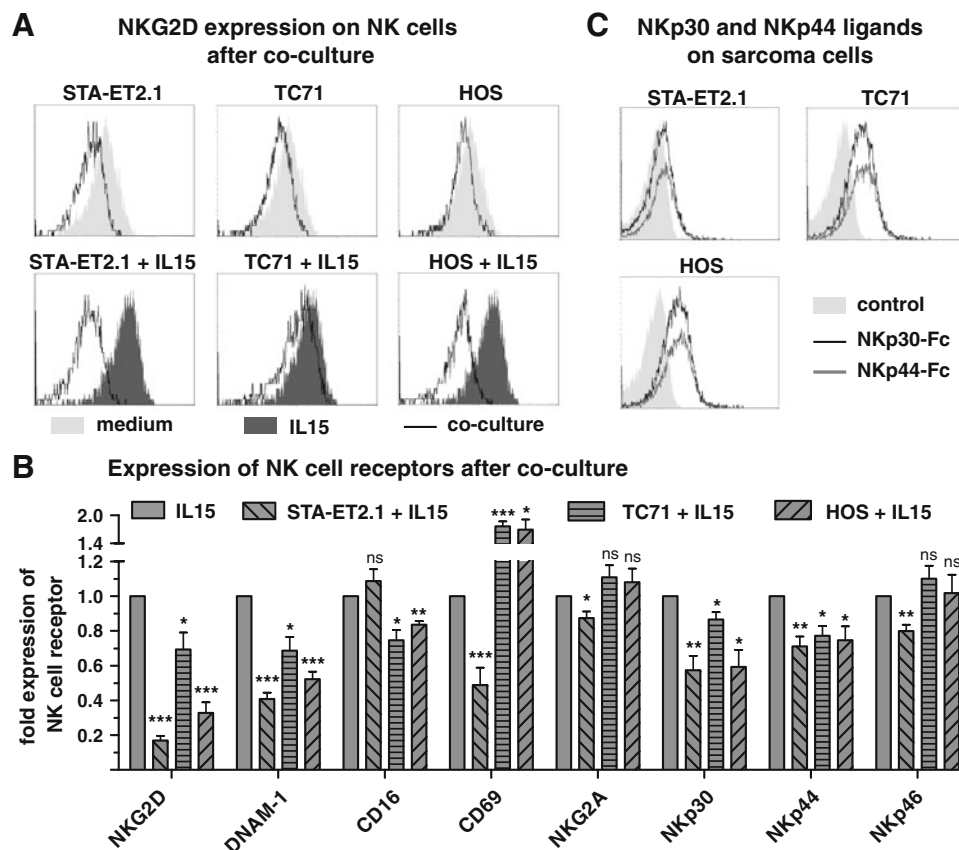 A NKG2D expression on NK cells
after co-culture
STA-ET2.1 TC71 HOS
STA-ET2.1 + IL15 TC71 + IL15 HOS + IL15
medium IL15 co-culture
C NKp30 and NKp44 ligands
on sarcoma cells
STA-ET2.1 TC71
HOS
control
NKp30-Fc
NKp44-Fc
B Expression of NK cell receptors after co-culture
IL15 STA-ET2.1 + IL15 TC71 + IL15 HOS + IL15
fold expression of
NK cell receptor
2.0
1.4
1.2
1.0
0.8
0.6
0.4
0.2
*** * ***
*** * ***
ns * **
*** *** *
* ns ns
** * *
** * *
** ns ns
NKG2D DNAM-1 CD16 CD69 NKG2A NKp30 NKp44 NKp46